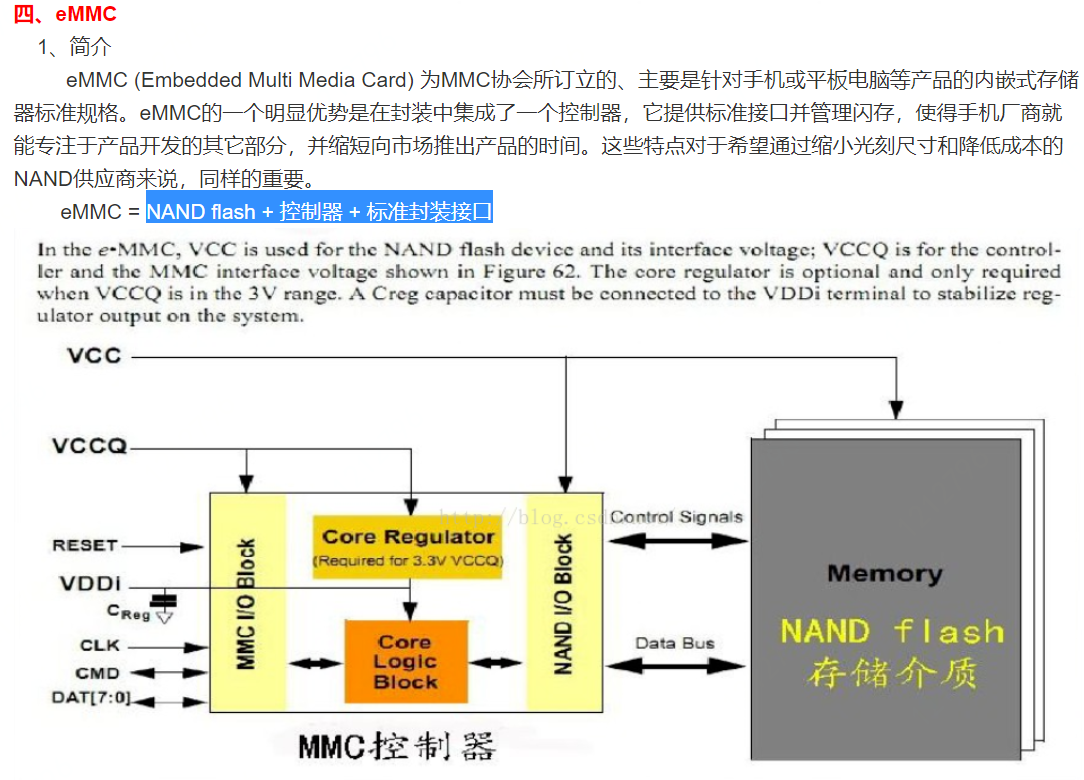 四、eMMC
1、简介
eMMC (Embedded Multi Media Card) 为MMC协会所订立的、主要是针对手机或平板电脑等产品的内嵌式存储
器标准规格。eMMC的一个明显优势是在封装中集成了一个控制器，它提供标准接口并管理闪存，使得手机厂商就
能专注于产品开发的其它部分，并缩短向市场推出产品的时间。这些特点对于希望通过缩小光刻尺寸和降低成本的
NAND供应商来说，同样的重要。
eMMC = NAND flash + 控制器 + 标准封装接口
In the e•MMC, VCC is used for the NAND flash device and its interface voltage; VCCQ is for the control-
ler and the MMC interface voltage shown in Figure 62. The core regulator is optional and only required
when VCCQ is in the 3V range. A Creg capacitor must be connected to the VDDi terminal to stabilize reg-
ulator output on the system.
VCC
VCCQ
http://blog.csd
Control Signals
Core Regulator
(Required for 3.3V VCCQ)
RESET
VDDi
CReg
MMC I/O Block
NAND I/O Block
Memory
NAND flash
存储介质
CLK
CMD
DAT[7:0]
Core
Logic
Block
Data Bus
MMC控制器